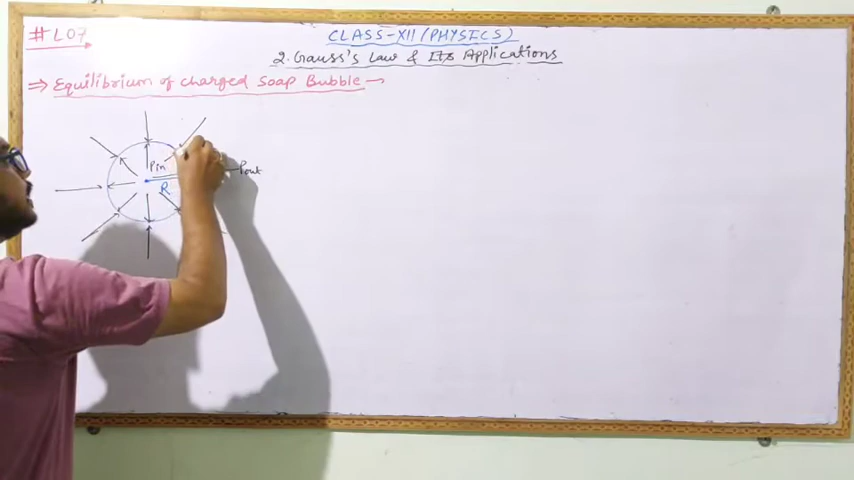 #L07
CLASS-XII (PHYSICS)
2. Gauss's Law & Its Applications
⇒ Equilibrium of charged Soap Bubble →
Pin
Pout
R